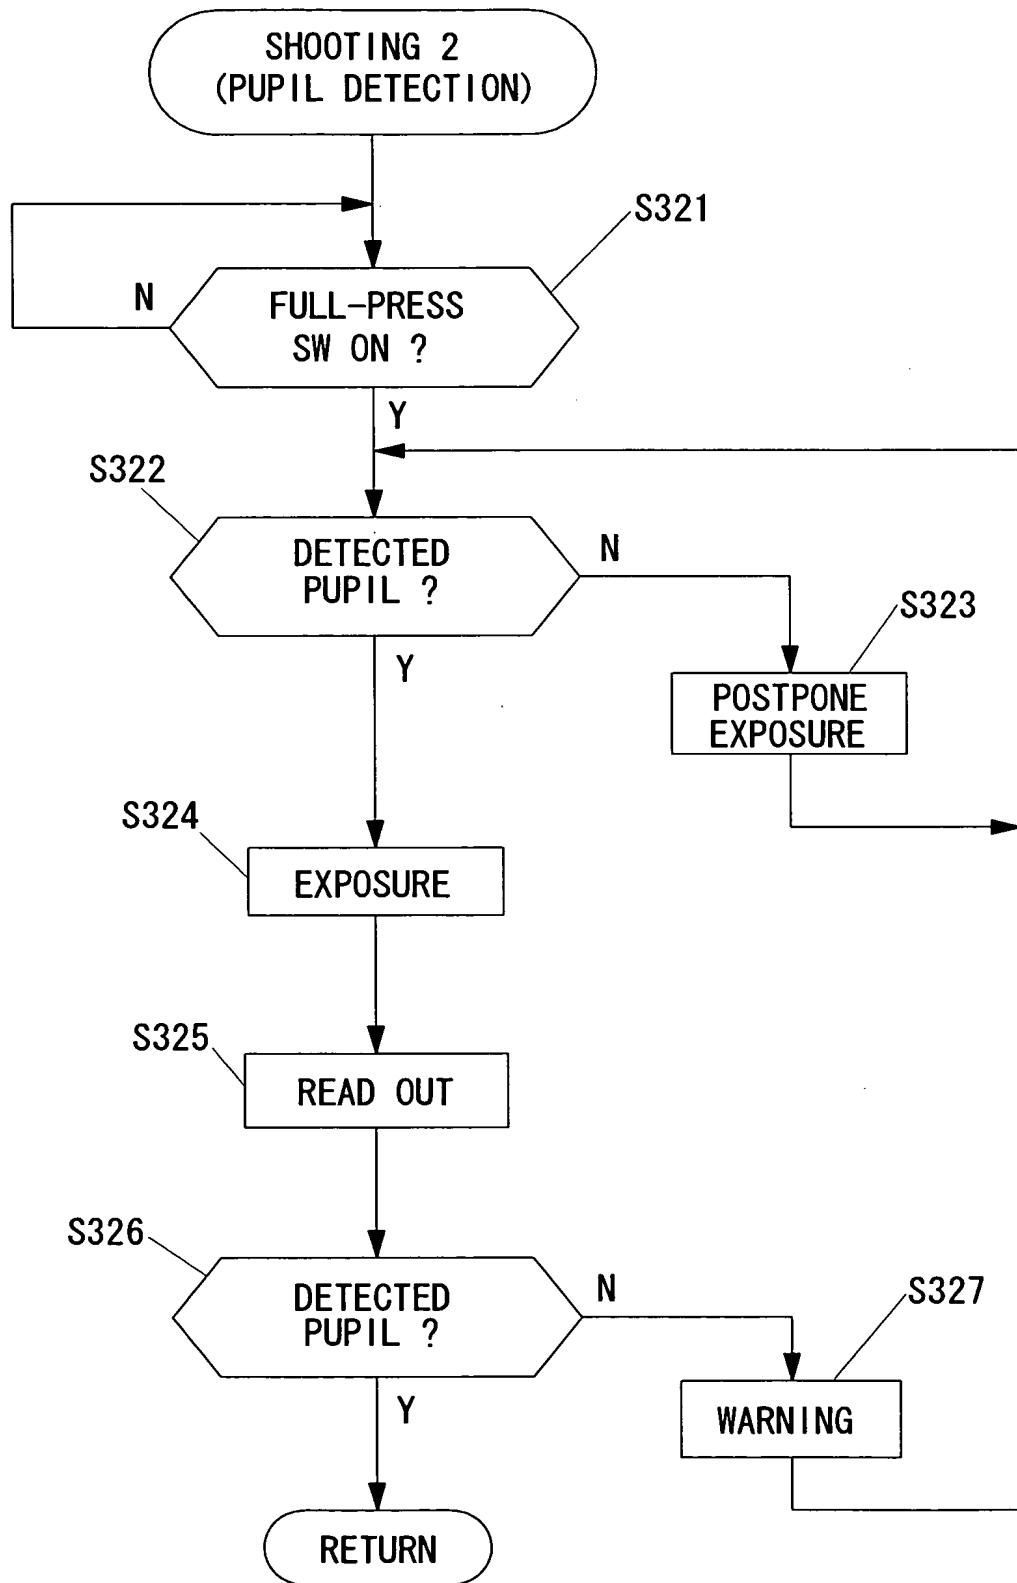 SHOOTING 2
(PUPIL DETECTION)
S321
N
FULL-PRESS
SW ON ?
Y
S322
DETECTED
PUPIL ?
N
S323
Y
POSTPONE
EXPOSURE
S324
EXPOSURE
S325
READ OUT
S326
DETECTED
PUPIL ?
N
S327
Y
WARNING
RETURN